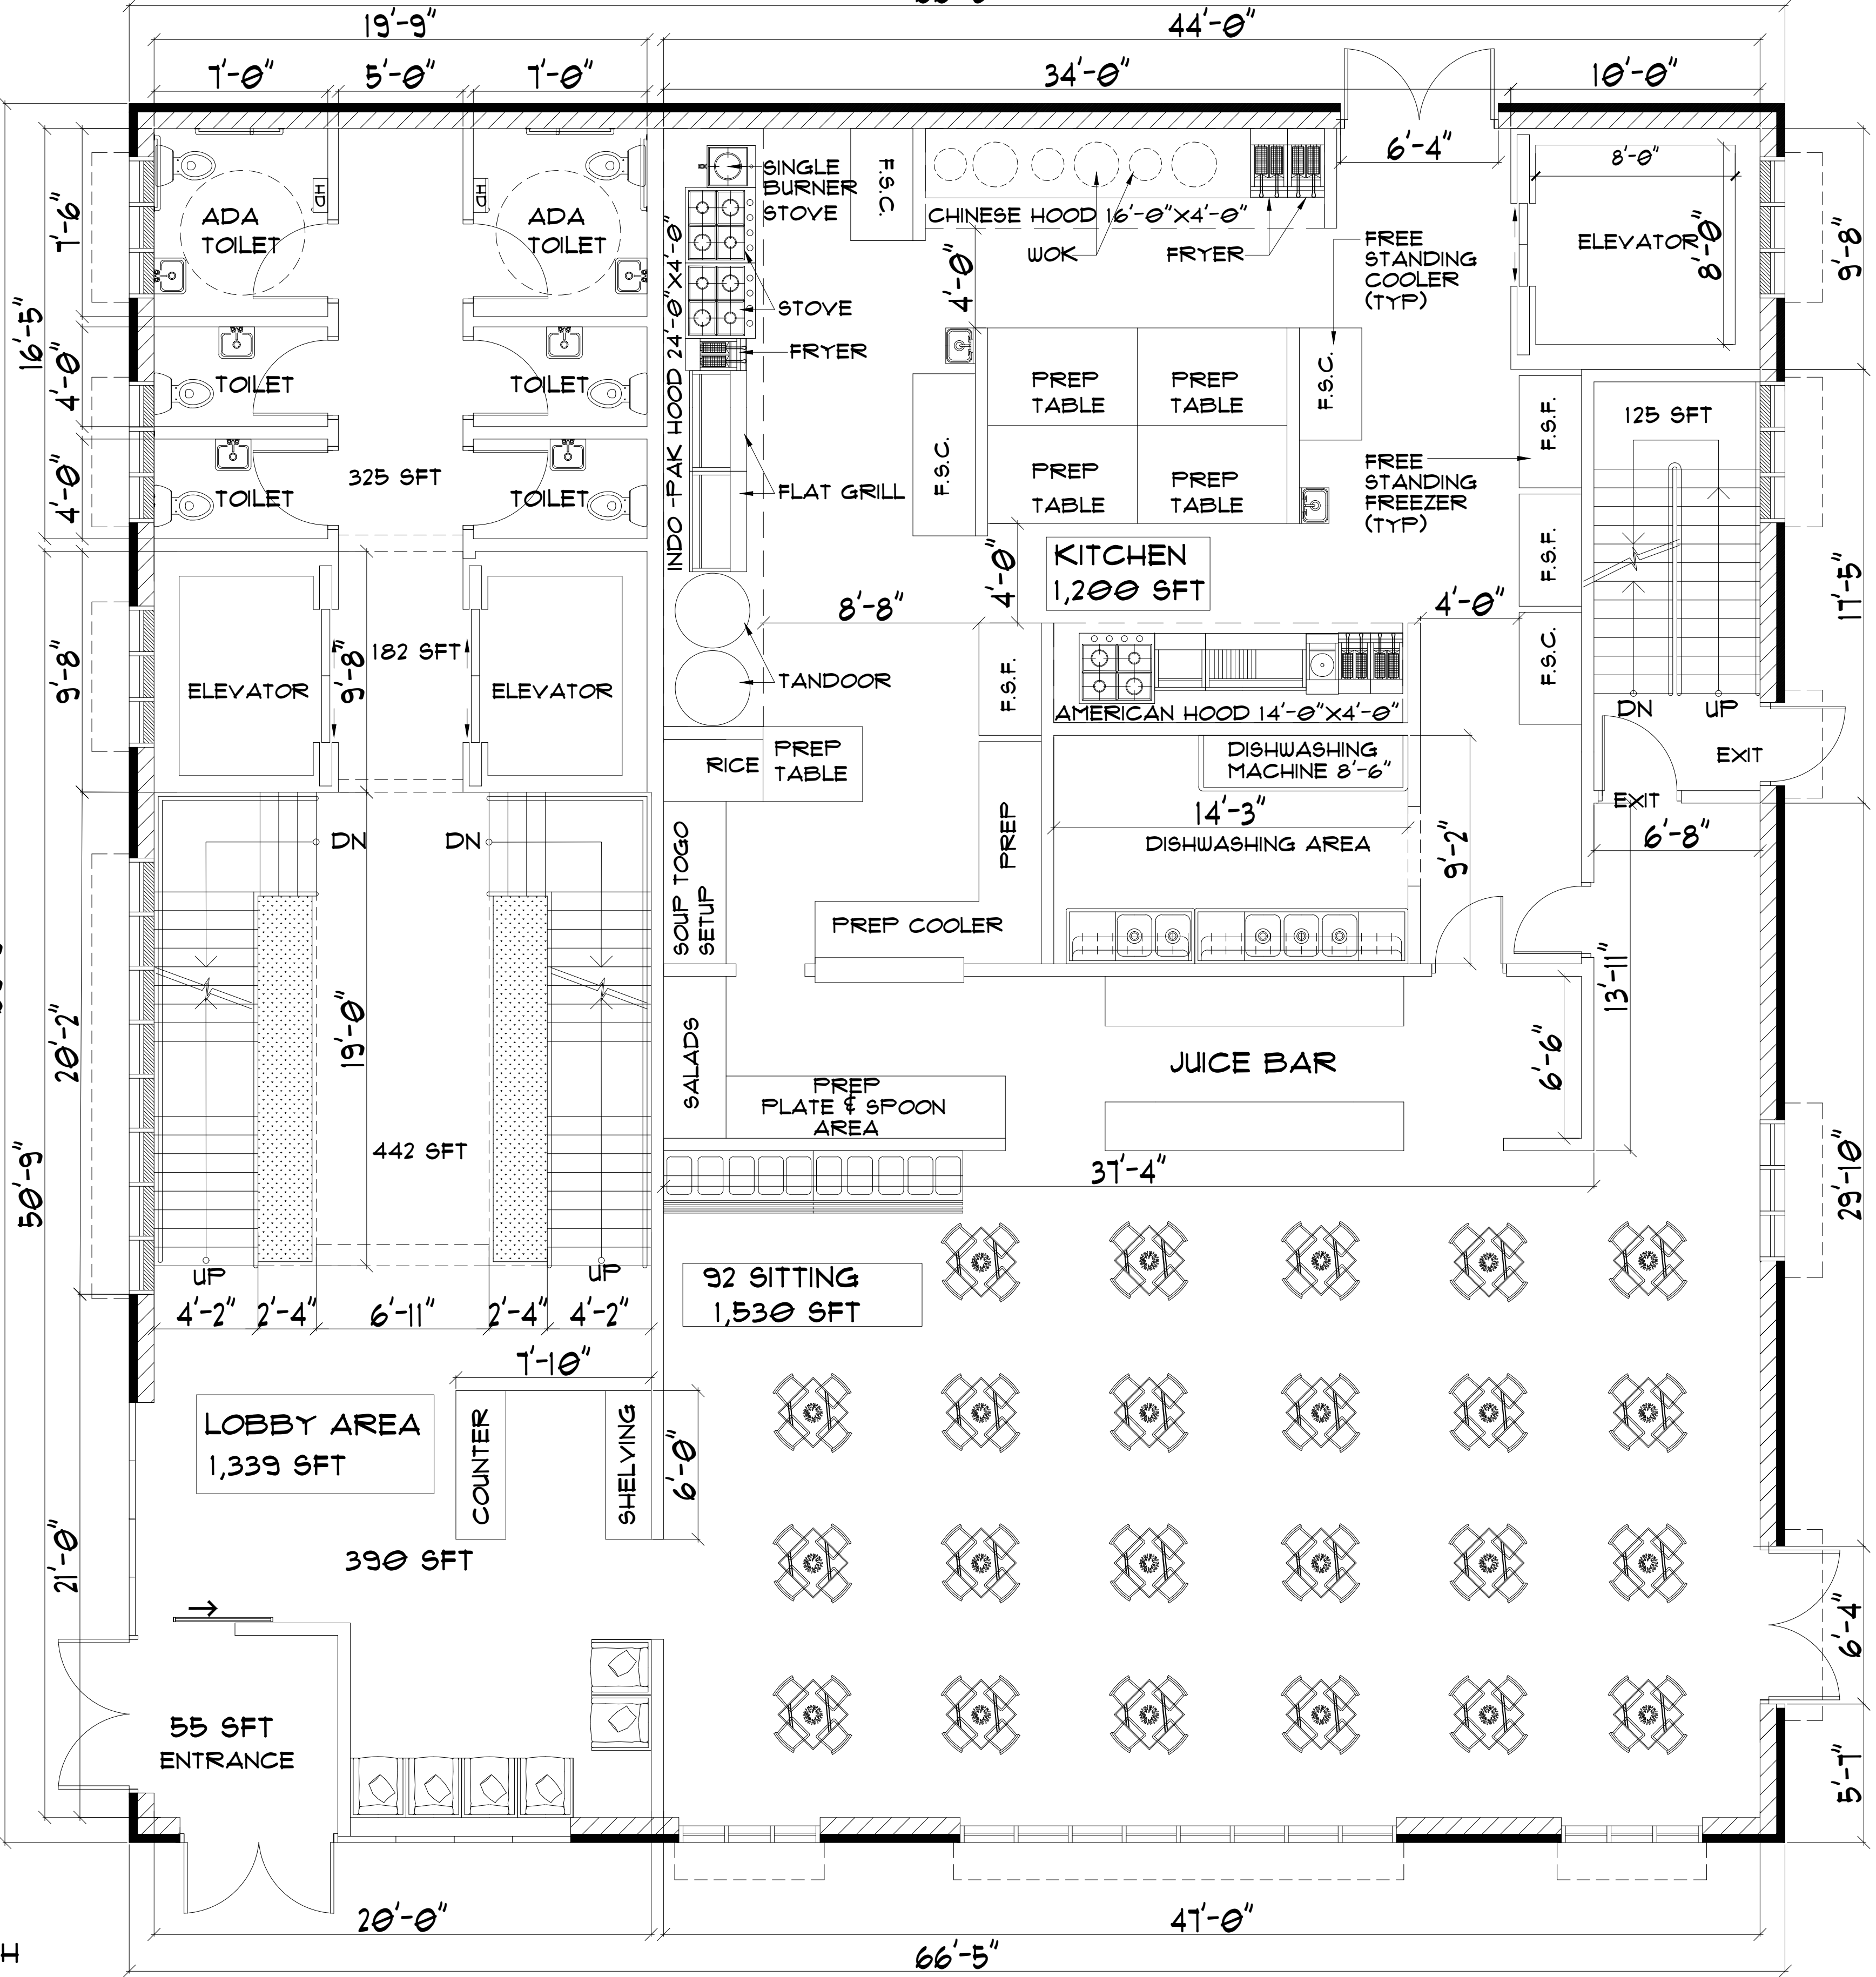 19'-9"
44'-0"
7'-0"
5'-0"
7'-0"
34'-0"
10'-0"
6'-4"
8'-0"
8'-0"
ELEVATOR
9'-8"
7'-6"
16'-5"
4'-0"
4'-0"
HD
HD
ADA
TOILET
ADA
TOILET
TOILET
TOILET
TOILET
TOILET
325 SFT
SINGLE
BURNER
STOVE
STOVE
FRYER
FLAT GRILL
INDO -PAK HOOD 24'-0"X4'-0"
TANDOOR
F.S.C.
CHINESE HOOD 16'-0"X4'-0"
WOK
FRYER
4'-0"
FREE
STANDING
COOLER
(TYP)
PREP
TABLE
PREP
TABLE
PREP
TABLE
PREP
TABLE
F.S.C.
F.S.C.
FREE
STANDING
FREEZER
(TYP)
F.S.F.
F.S.F.
F.S.C.
125 SFT
17'-5"
KITCHEN
1,200 SFT
4'-0"
8'-8"
4'-0"
F.S.F.
AMERICAN HOOD 14'-0"X4'-0"
DN
UP
EXIT
EXIT
6'-8"
9'-8"
ELEVATOR
9'-8"
182 SFT
ELEVATOR
RICE
PREP
TABLE
DISHWASHING
MACHINE 8'-6"
14'-3"
DISHWASHING AREA
9'-2"
PREP
PREP COOLER
SOUP TOGO
SETUP
DN
DN
20'-2"
19'-0"
442 SFT
UP
UP
50'-9"
SALADS
PREP
PLATE & SPOON
AREA
JUICE BAR
6'-6"
13'-11"
37'-4"
29'-10"
4'-2"
2'-4"
6'-11"
2'-4"
4'-2"
7'-10"
92 SITTING
1,530 SFT
LOBBY AREA
1,339 SFT
COUNTER
SHELVING
6'-0"
390 SFT
21'-0"
55 SFT
ENTRANCE
6'-4"
5'-7"
20'-0"
47'-0"
66'-5"